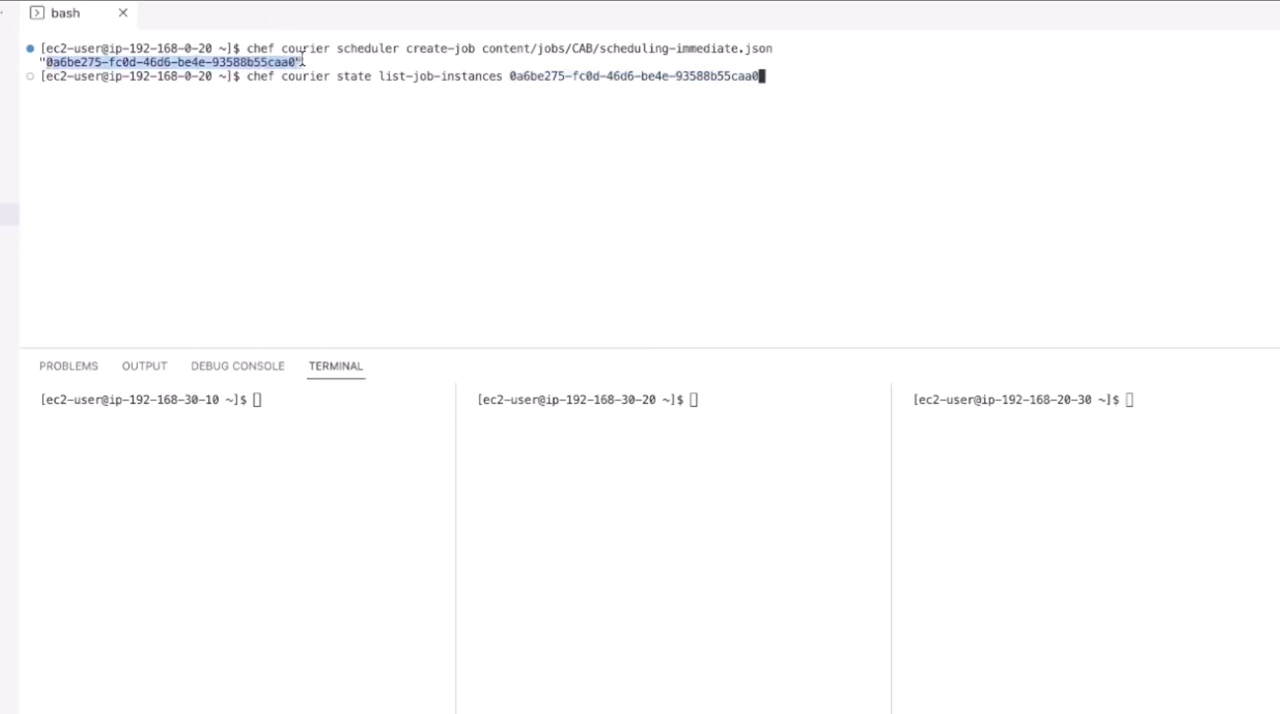 bash
[ec2-user@ip-192-168-0-20 ~]$ chef courier scheduler create-job content/jobs/CAB/scheduling-immediate.json
"0a6be275-fc0d-46d6-be4e-93588b55caa0"
[ec2-user@ip-192-168-0-20 ~]$ chef courier state list-job-instances 0a6be275-fc0d-46d6-be4e-93588b55caa0
PROBLEMS OUTPUT DEBUG CONSOLE TERMINAL
[ec2-user@ip-192-168-30-10 ~]$
[ec2-user@ip-192-168-30-20 ~]$
[ec2-user@ip-192-168-20-30 ~]$